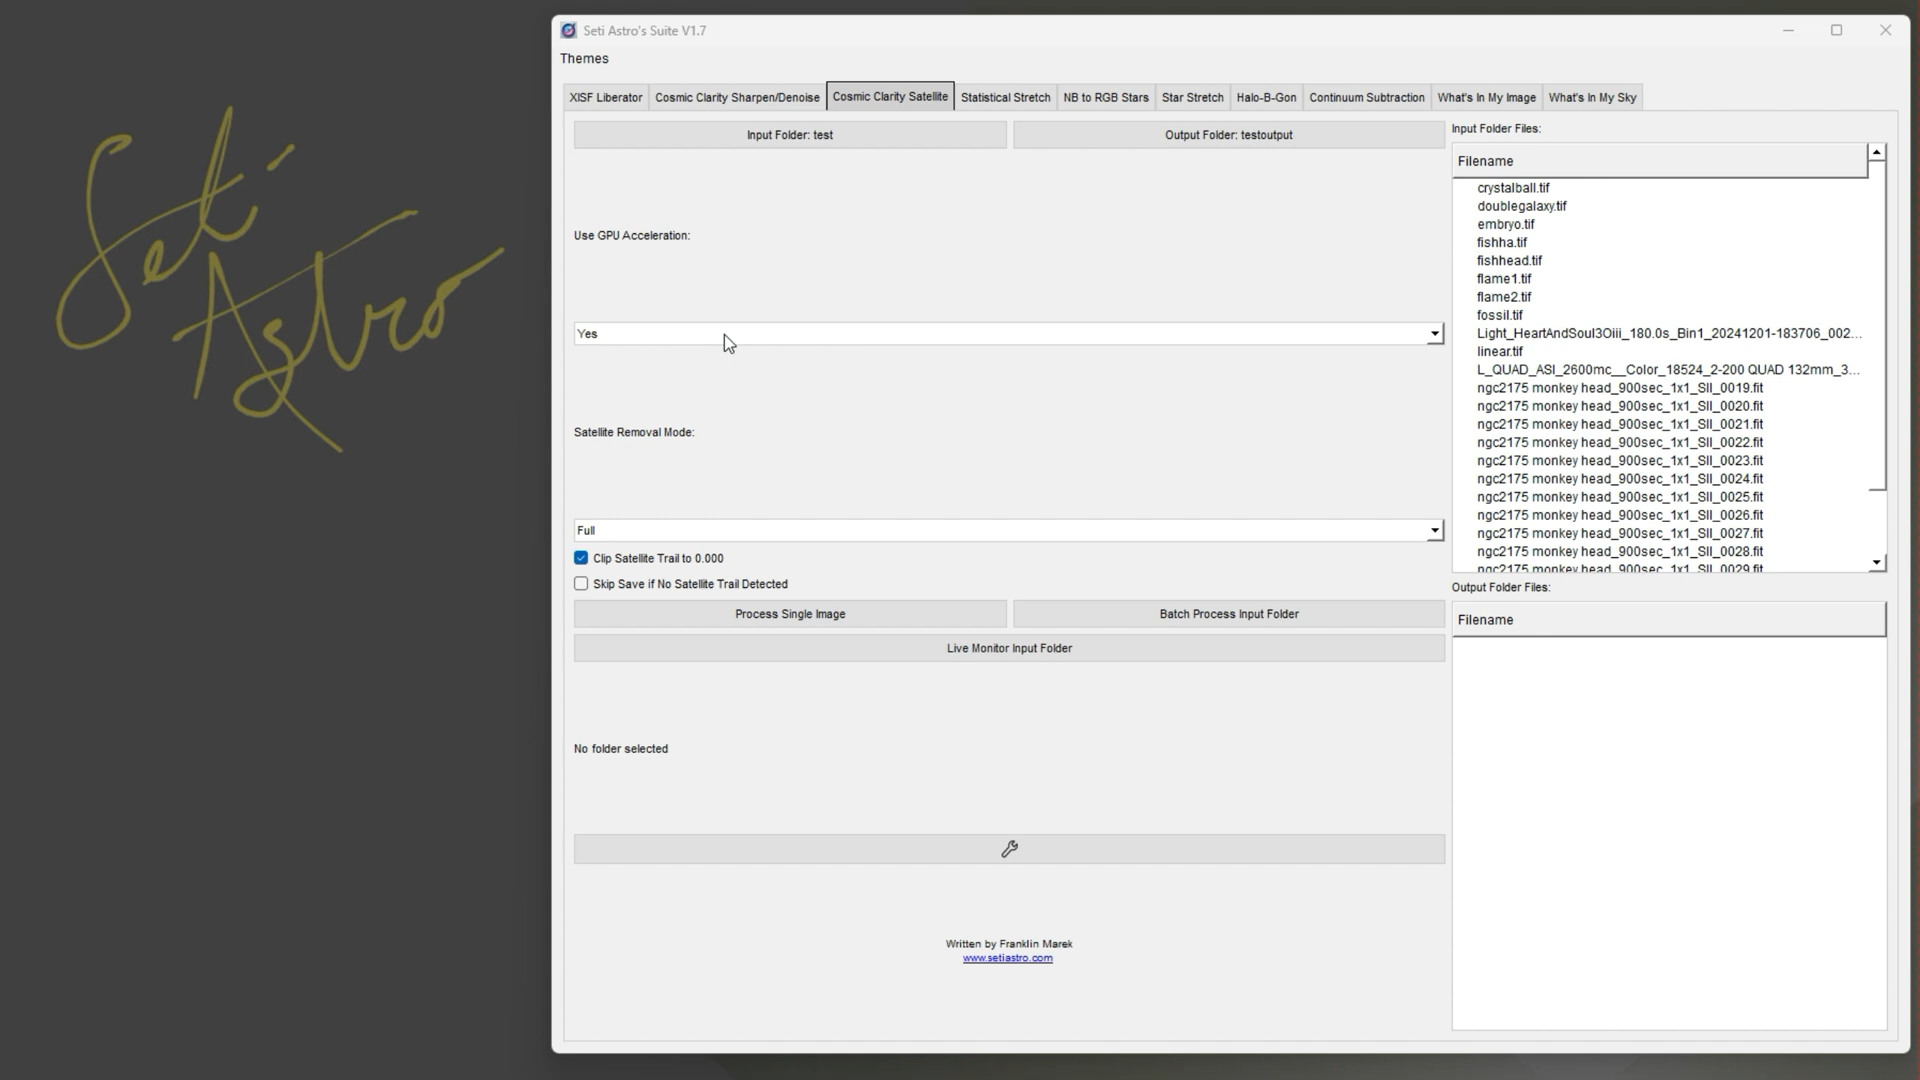 Seti
Astro
Seti Astro's Suite V1.7
Themes
XISF Liberator
Cosmic Clarity Sharpen/Denoise
Cosmic Clarity Satellite
Statistical Stretch
NB to RGB Stars
Star Stretch
Halo-B-Gon
Continuum Subtraction
What's In My Image
What's In My Sky
Input Folder: test
Output Folder: testoutput
Use GPU Acceleration:
Yes
Satellite Removal Mode:
Full
Clip Satellite Trail to 0.000
Skip Save if No Satellite Trail Detected
Process Single Image
Batch Process Input Folder
Live Monitor Input Folder
No folder selected
Written by Franklin Marek
www.setiastro.com
Input Folder Files:
Filename
crystalball.tif
doublegalaxy.tif
embryo.tif
fishha.tif
fishhead.tif
flame1.tif
flame2.tif
fossil.tif
Light_HeartAndSoul3Oiii_180.0s_Bin1_20241201-183706_002...
linear.tif
L_QUAD_ASI_2600mc__Color_18524_2-200 QUAD 132mm_3...
ngc2175 monkey head_900sec_1x1_SII_0019.fit
ngc2175 monkey head_900sec_1x1_SII_0020.fit
ngc2175 monkey head_900sec_1x1_SII_0021.fit
ngc2175 monkey head_900sec_1x1_SII_0022.fit
ngc2175 monkey head_900sec_1x1_SII_0023.fit
ngc2175 monkey head_900sec_1x1_SII_0024.fit
ngc2175 monkey head_900sec_1x1_SII_0025.fit
ngc2175 monkey head_900sec_1x1_SII_0026.fit
ngc2175 monkey head_900sec_1x1_SII_0027.fit
ngc2175 monkey head_900sec_1x1_SII_0028.fit
ngc2175 monkey head_900sec_1x1_SII_0029.fit
Output Folder Files:
Filename